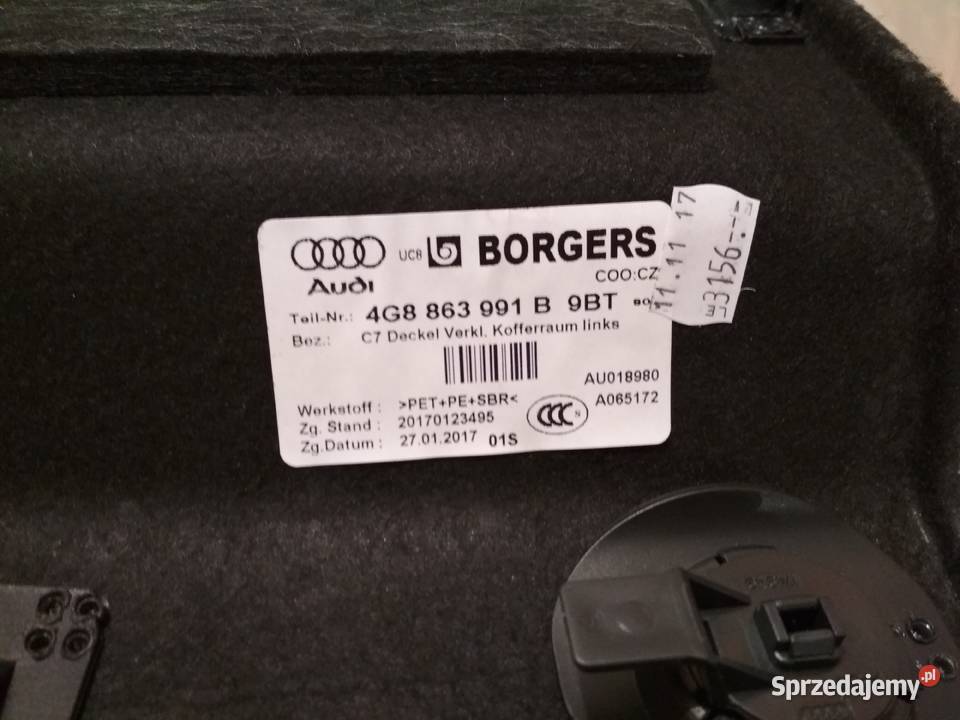 UC8 BORGERS
Audi
COO:CZ
Teil-Nr.: 4G8 863 991 B 9BT
Bez.: C7 Deckel Verkl. Kofferraum links
AU018980
A065172
Werkstoff : >PET+PE+SBR<
Zg. Stand : 20170123495
Zg.Datum : 27.01.2017 01S
CCC S
11.11 17
Sprzedajemy.pl